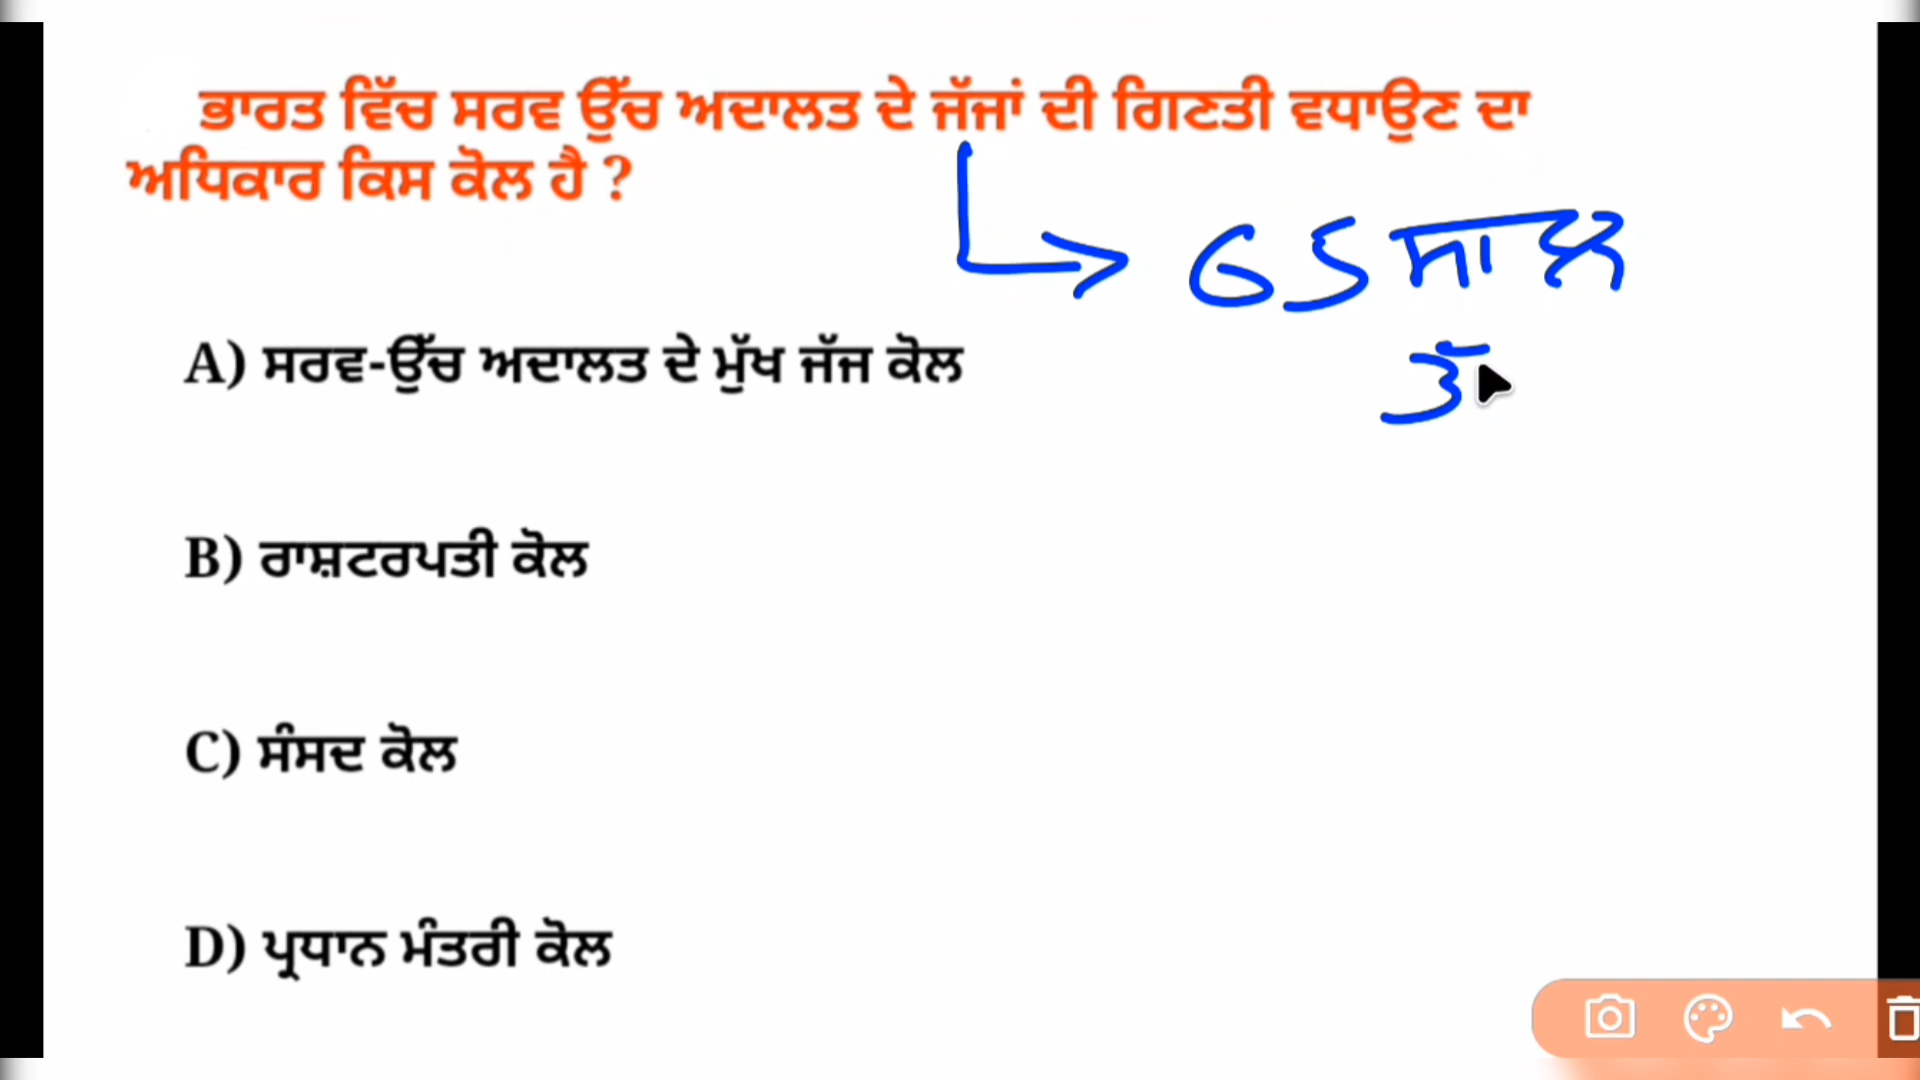 ਭਾਰਤ ਵਿੱਚ ਸਰਵ ਉੱਚ ਅਦਾਲਤ ਦੇ ਜੱਜਾਂ ਦੀ ਗਿਣਤੀ ਵਧਾਉਣ ਦਾ
ਅਧਿਕਾਰ ਕਿਸ ਕੋਲ ਹੈ ?
65 ਸਾਲ
A) ਸਰਵ-ਉੱਚ ਅਦਾਲਤ ਦੇ ਮੁੱਖ ਜੱਜ ਕੋਲ
B) ਰਾਸ਼ਟਰਪਤੀ ਕੋਲ
C) ਸੰਸਦ ਕੋਲ
D) ਪ੍ਰਧਾਨ ਮੰਤਰੀ ਕੋਲ